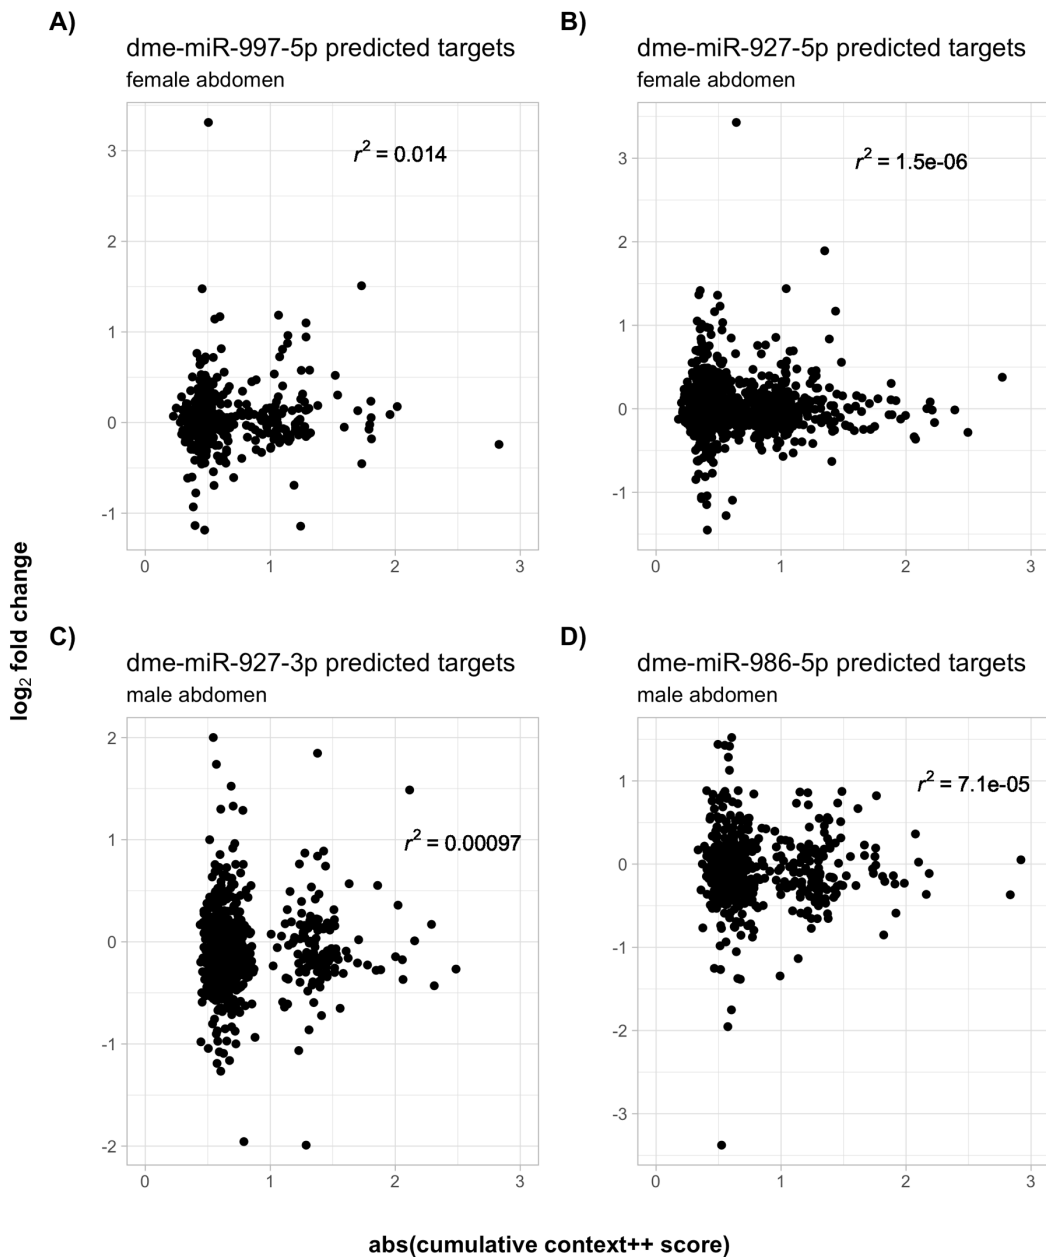 A)
dme-miR-997-5p predicted targets
female abdomen
r² = 0.014
3
2
1
0
-1
0 1 2 3
B)
dme-miR-927-5p predicted targets
female abdomen
r² = 1.5e-06
3
2
1
0
-1
0 1 2 3
log₂ fold change
C)
dme-miR-927-3p predicted targets
male abdomen
2
r² = 0.00097
1
0
-1
-2
0 1 2 3
D)
dme-miR-986-5p predicted targets
male abdomen
r² = 7.1e-05
1
0
-1
-2
-3
0 1 2 3
abs(cumulative context++ score)